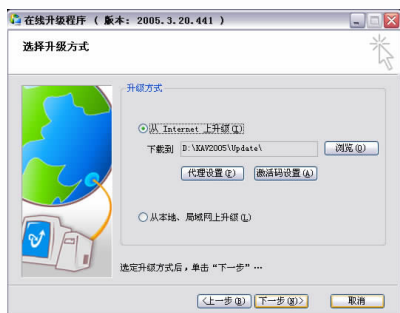 在线升级程序 ( 版本: 2005.3.20.441 )
选择升级方式
升级方式
从 Internet 上升级(I)
下载到 D:\KAV2005\Update\ 浏览(O)
代理设置(P) 激活码设置(A)
从本地、局域网上升级(L)
选定升级方式后，单击“下一步”…
<上一步(B) 下一步(N)> 取消